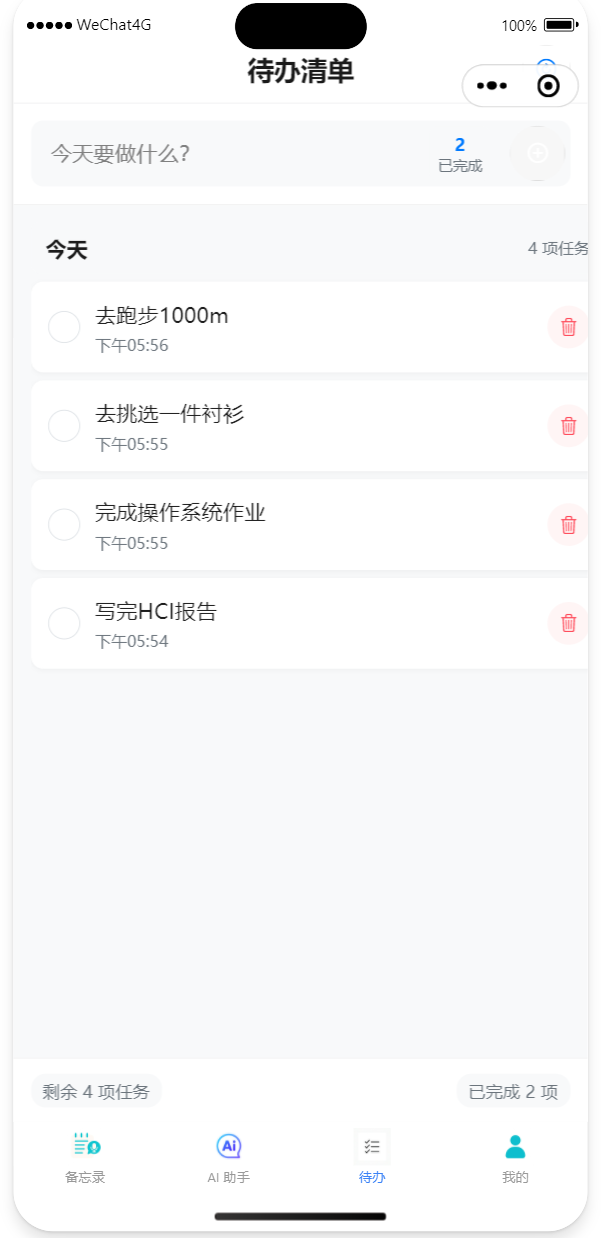 WeChat4G
100%
待办清单
今天要做什么?
2
已完成
今天
4 项任务
去跑步1000m
下午05:56
去挑选一件衬衫
下午05:55
完成操作系统作业
下午05:55
写完HCI报告
下午05:54
剩余 4 项任务
已完成 2 项
Ai
备忘录
AI 助手
待办
我的